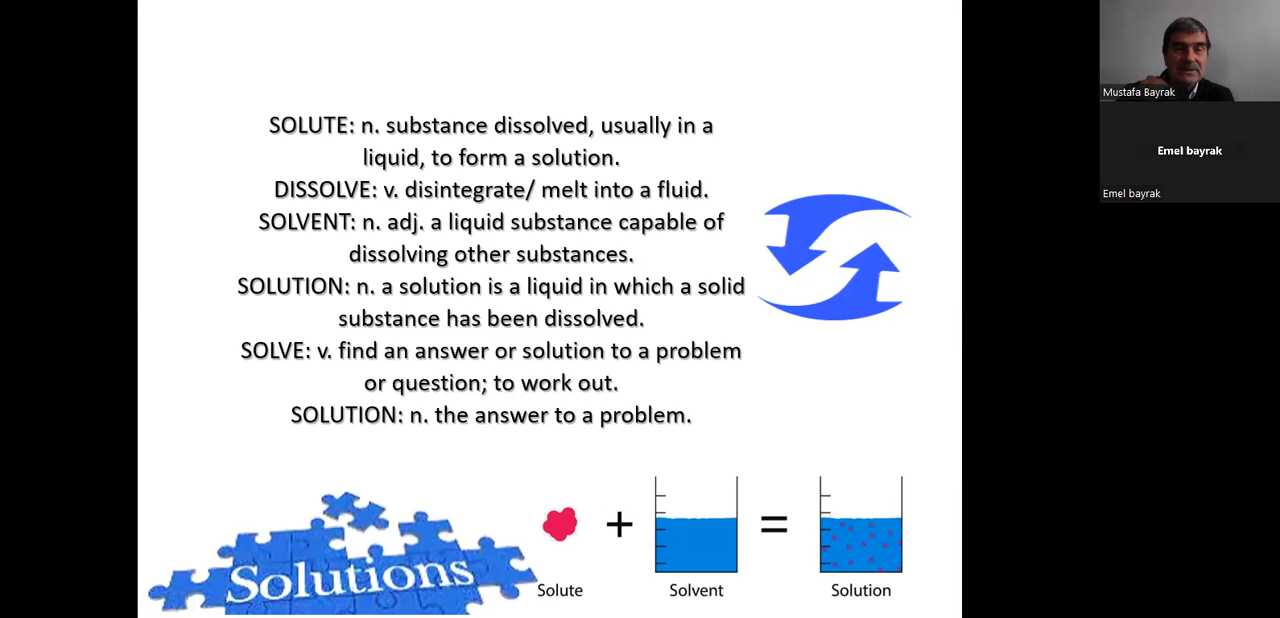 SOLUTE: n. substance dissolved, usually in a
liquid, to form a solution.
DISSOLVE: v. disintegrate/ melt into a fluid.
SOLVENT: n. adj. a liquid substance capable of
dissolving other substances.
SOLUTION: n. a solution is a liquid in which a solid
substance has been dissolved.
SOLVE: v. find an answer or solution to a problem
or question; to work out.
SOLUTION: n. the answer to a problem.
Solutions
+
=
Solute
Solvent
Solution
Mustafa Bayrak
Emel bayrak
Emel bayrak